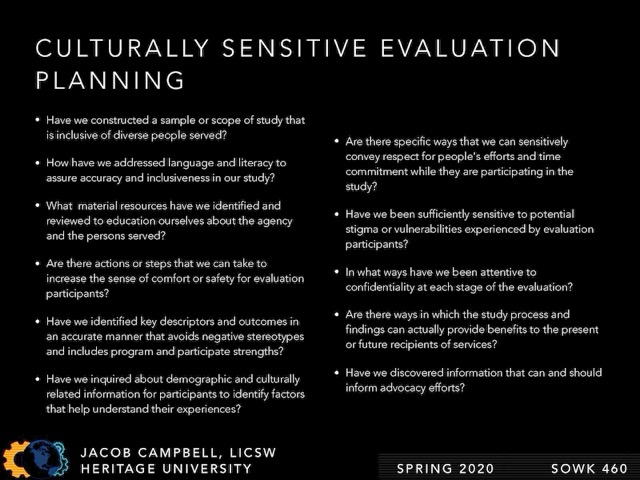 CULTURALLY SENSITIVE EVALUATION
PLANNING
• Have we constructed a sample or scope of study that
is inclusive of diverse people served?
• How have we addressed language and literacy to
assure accuracy and inclusiveness in our study?
• What material resources have we identified and
reviewed to education ourselves about the agency
and the persons served?
• Are there actions or steps that we can take to
increase the sense of comfort or safety for evaluation
participants?
• Have we identified key descriptors and outcomes in
an accurate manner that avoids negative stereotypes
and includes program and participate strengths?
• Have we inquired about demographic and culturally
related information for participants to identify factors
that help understand their experiences?
• Are there specific ways that we can sensitively
convey respect for people's efforts and time
commitment while they are participating in the
study?
• Have we been sufficiently sensitive to potential
stigma or vulnerabilities experienced by evaluation
participants?
• In what ways have we been attentive to
confidentiality at each stage of the evaluation?
• Are there ways in which the study process and
findings can actually provide benefits to the present
or future recipients of services?
• Have we discovered information that can and should
inform advocacy efforts?
JACOB CAMPBELL, LICSW
HERITAGE UNIVERSITY
SPRING 2020 SOWK 460